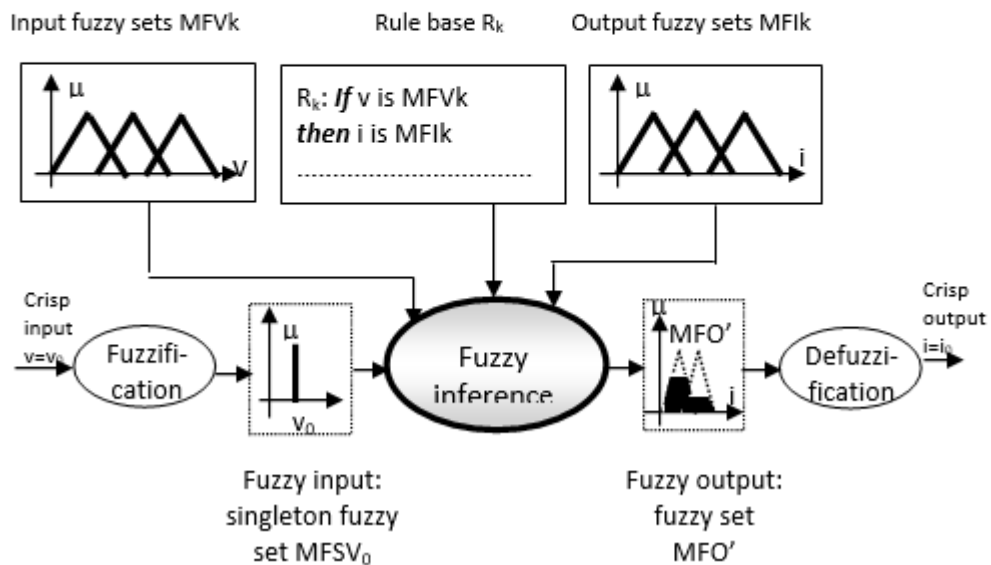 Input fuzzy sets MFVk
Rule base Rₖ
Output fuzzy sets MFIk
μ
v
Rₖ: If v is MFVk
then i is MFIk
................................
μ
i
Crisp
input
v=v₀
Fuzzifi-
cation
μ
v₀
Fuzzy
inference
μ
MFO’
i
Defuzzi-
fication
Crisp
output
i=i₀
Fuzzy input:
singleton fuzzy
set MFSV₀
Fuzzy output:
fuzzy set
MFO’